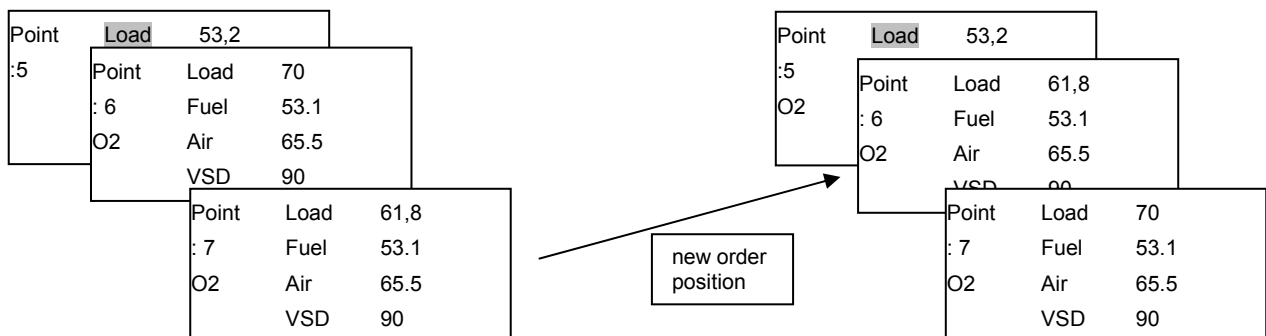 Point Load 53,2
:5
Point Load 70
: 6 Fuel 53.1
O2 Air 65.5
VSD 90
Point Load 61,8
: 7 Fuel 53.1
O2 Air 65.5
VSD 90
new order
position
Point Load 53,2
:5
O2
Point Load 61,8
: 6 Fuel 53.1
O2 Air 65.5
VSD 90
Point Load 70
: 7 Fuel 53.1
O2 Air 65.5
VSD 90